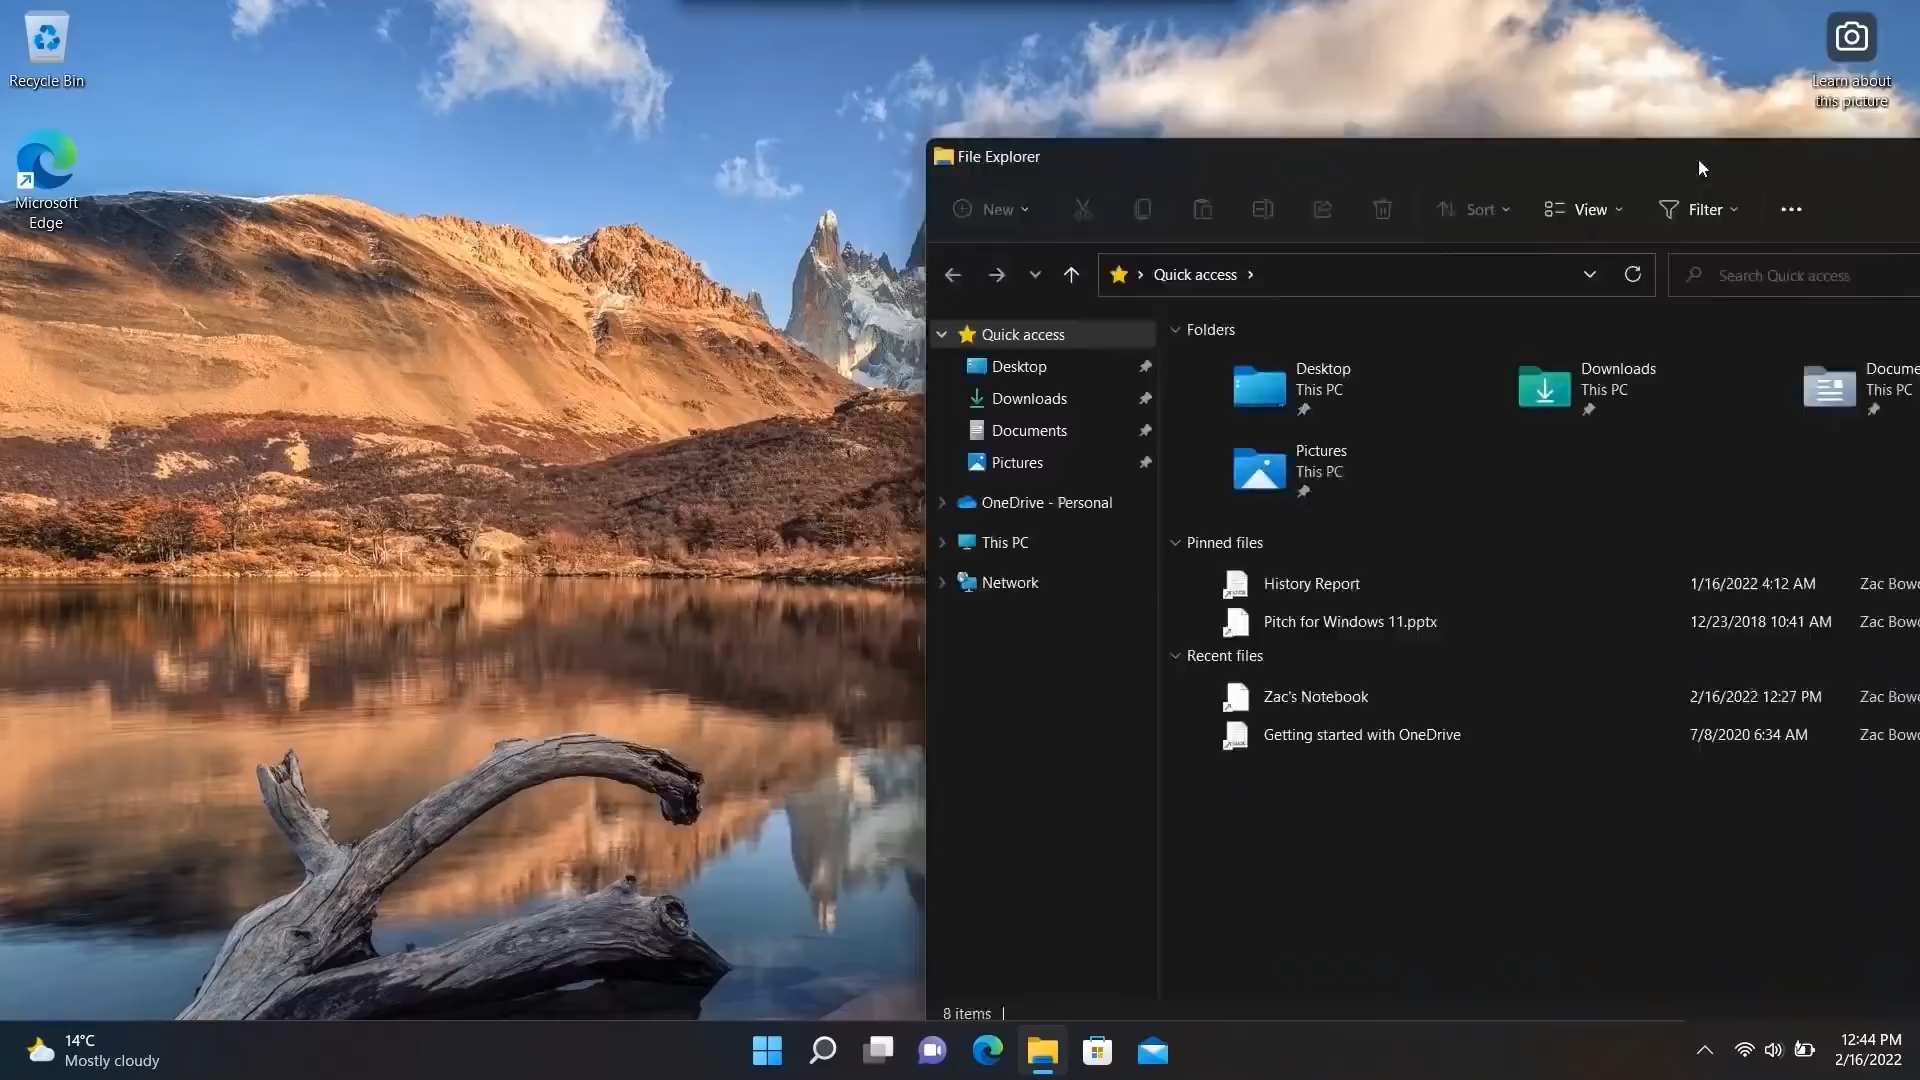 Recycle Bin
Microsoft
Edge
Learn about
this picture
File Explorer
New
Sort
View
Filter
Quick access
Search Quick access
Quick access
Desktop
Downloads
Documents
Pictures
OneDrive - Personal
This PC
Network
Folders
Desktop
This PC
Downloads
This PC
Docume
This PC
Pictures
This PC
Pinned files
History Report 1/16/2022 4:12 AM Zac Bow
Pitch for Windows 11.pptx 12/23/2018 10:41 AM Zac Bow
Recent files
Zac's Notebook 2/16/2022 12:27 PM Zac Bow
Getting started with OneDrive 7/8/2020 6:34 AM Zac Bow
8 items
14°C
Mostly cloudy
12:44 PM
2/16/2022